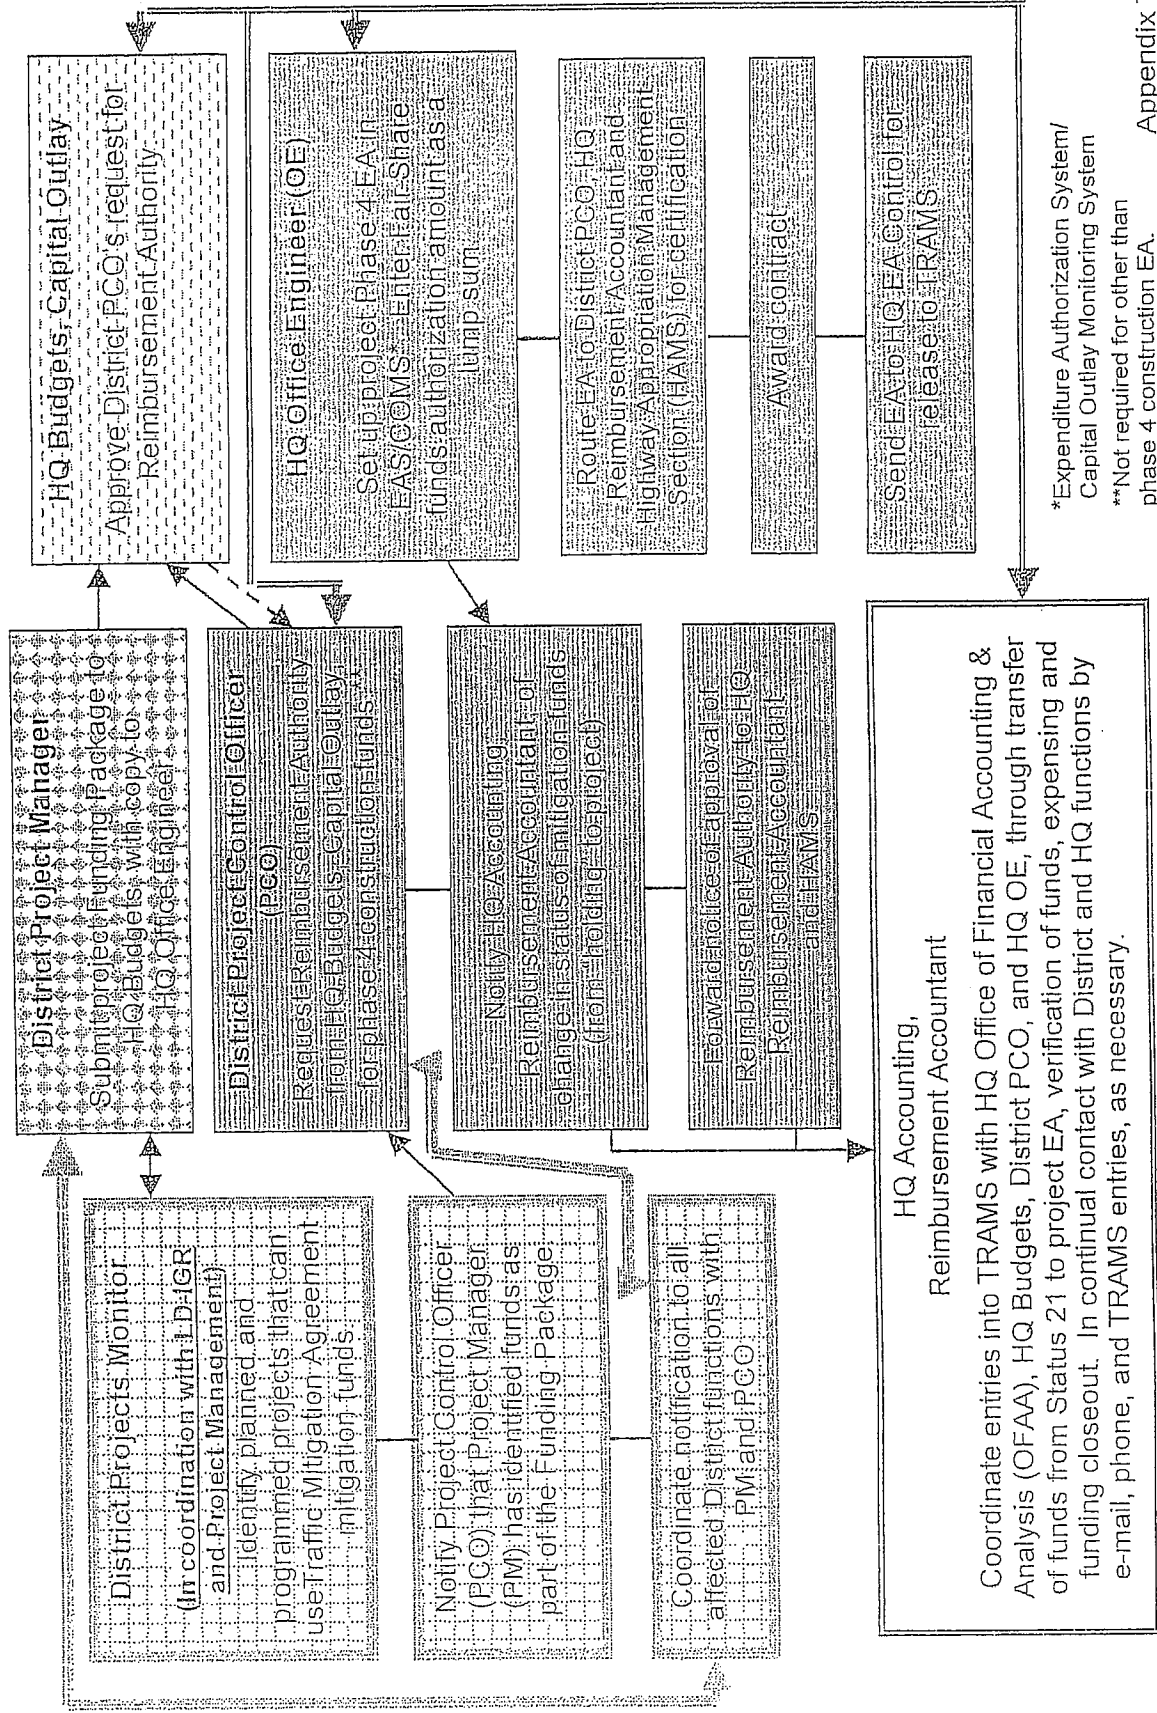 District Projects Monitor
(In coordination with LD-IGR
and Project Management)
Identify planned and
programmed projects that can
use Traffic Mitigation Agreement
mitigation funds
Notify Project Control Officer
(PCO) that Project Manager
(PM) has identified funds as
part of the Funding Package
Coordinate notification to all
affected District functions with
PM and PCO
District Project Manager
Submit project Funding Package to
HQ Budgets, with copy to
HQ Office Engineer
District Project Control Officer
(PCO)
Request Reimbursement Authority
from HQ Budgets, Capital Outlay,
for phase 4 construction funds.**
Notify HQ Accounting,
Reimbursement Accountant, of
change in status of mitigation funds
(from "holding" to project)
Forward notice of approval of
Reimbursement Authority to HQ
Reimbursement Accountant
and HAMS
HQ Budgets, Capital Outlay
Approve District PCO's request for
Reimbursement Authority
HQ Office Engineer (OE)
Set up project Phase 4 EA in
EAS/COMS* Enter Fair Share
funds authorization amount as a
lump sum
Route EA to District PCO, HQ
Reimbursement Accountant and
Highway Appropriation Management
Section (HAMS) for certification
Award contract
Send EA to HQ EA Control for
release to TRAMS
HQ Accounting,
Reimbursement Accountant
Coordinate entries into TRAMS with HQ Office of Financial Accounting &
Analysis (OFAA), HQ Budgets, District PCO, and HQ OE, through transfer
of funds from Status 21 to project EA, verification of funds, expensing and
funding closeout. In continual contact with District and HQ functions by
e-mail, phone, and TRAMS entries, as necessary.
*Expenditure Authorization System/
Capital Outlay Monitoring System
**Not required for other than
phase 4 construction EA.
Appendix